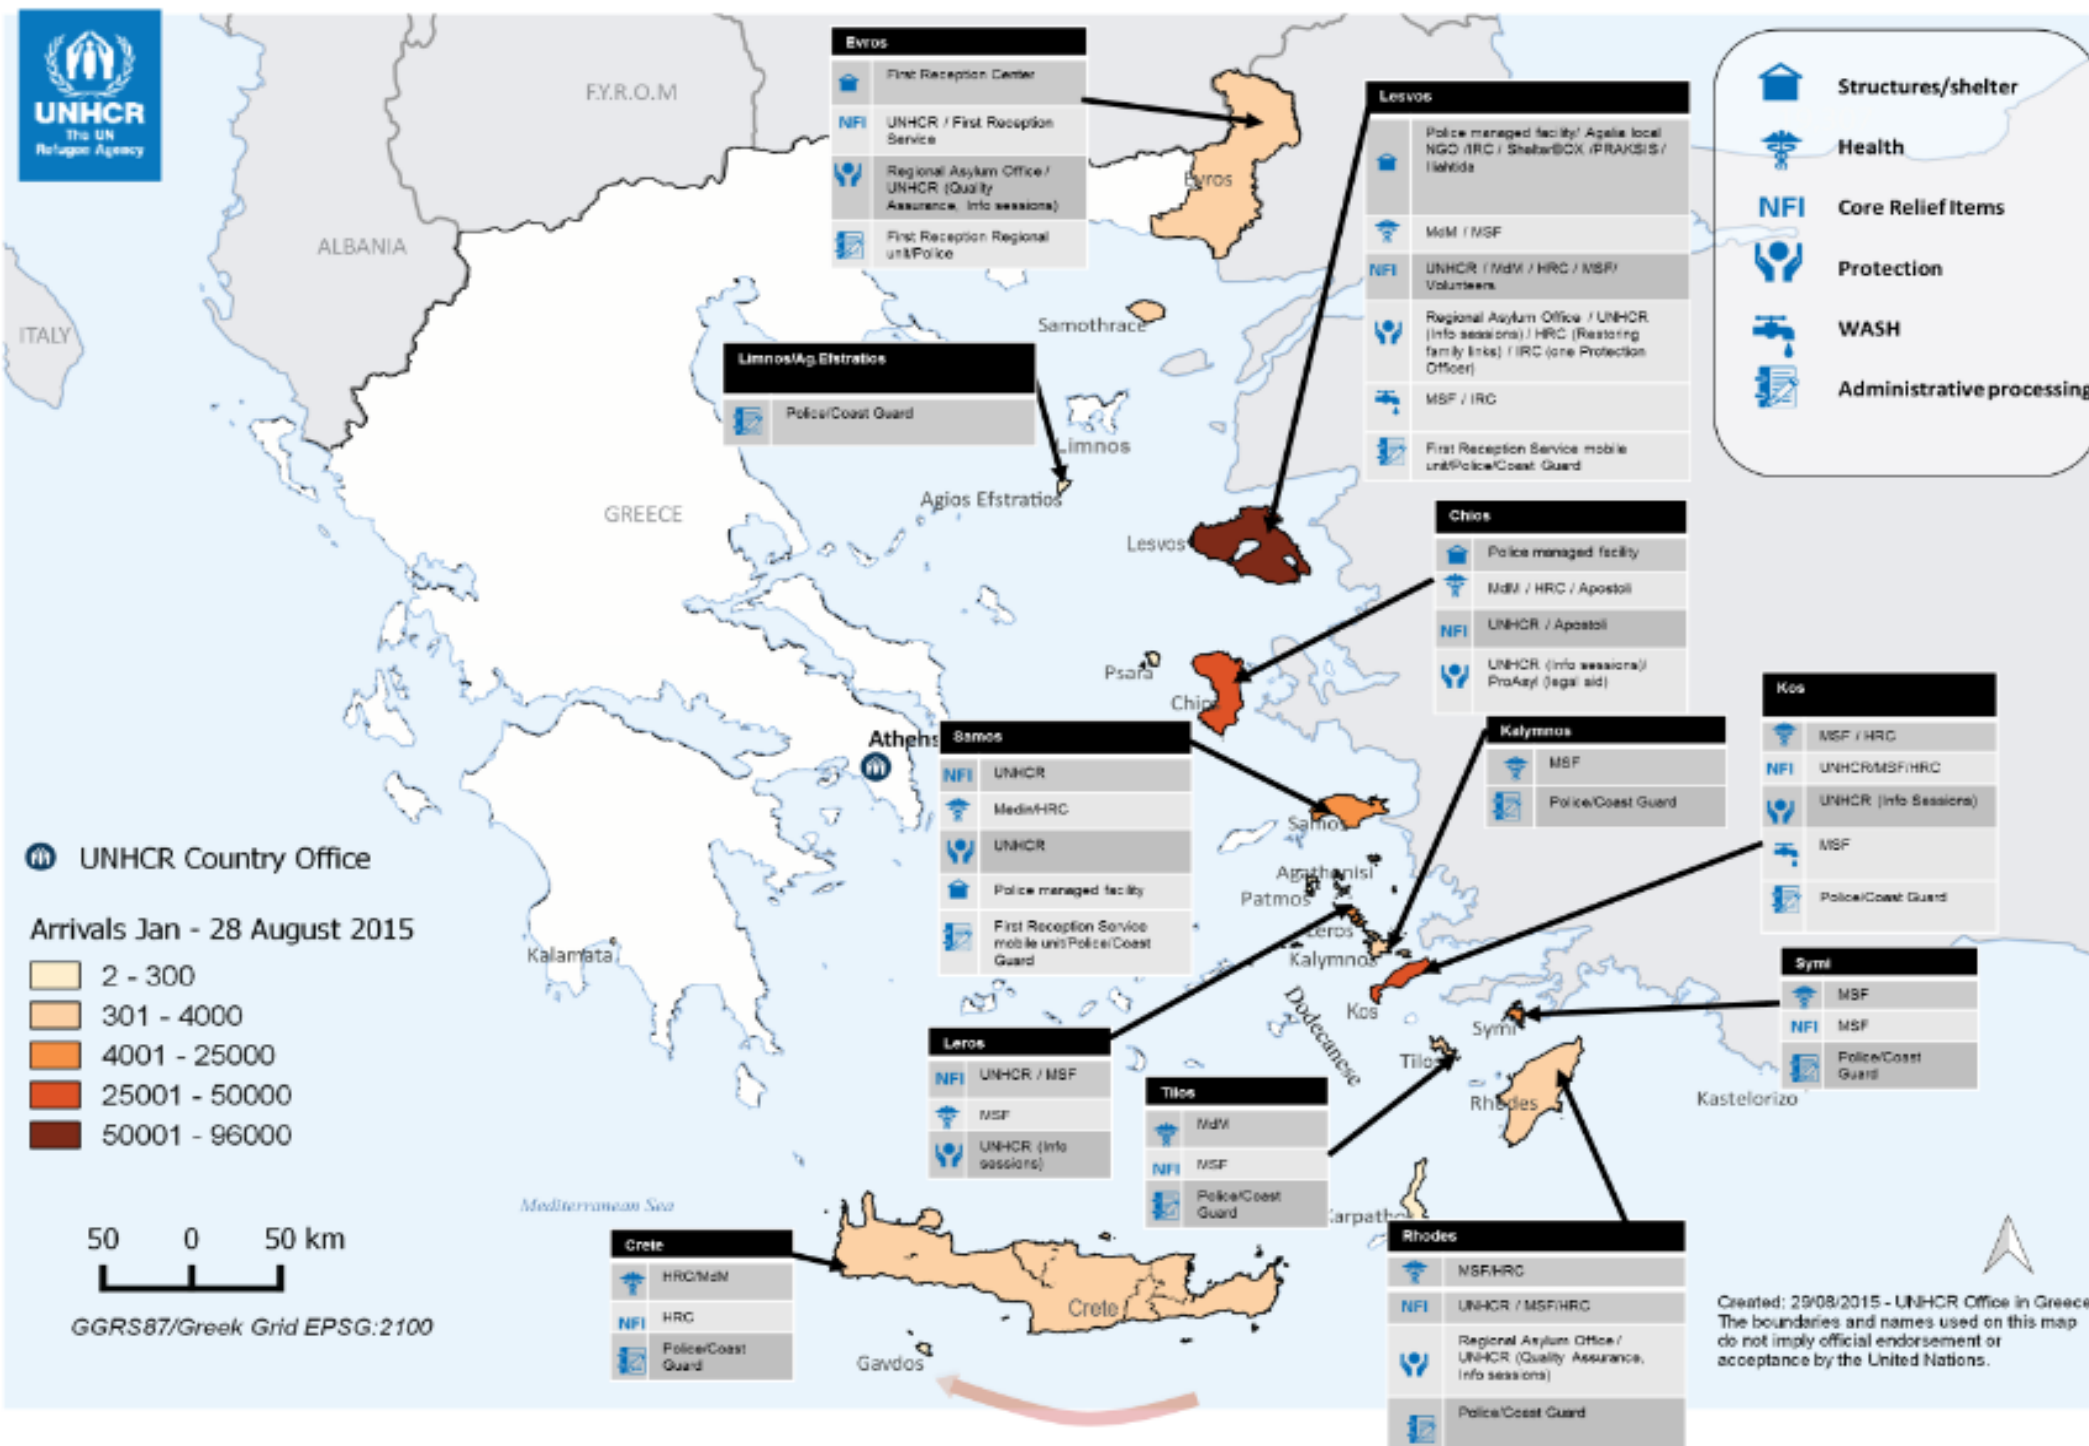 UNHCR
The UN
Refugee Agency
F.Y.R.O.M
ALBANIA
ITALY
GREECE
Evros
First Reception Center
NFI
UNHCR / First Reception
Service
Regional Asylum Office /
UNHCR (Quality
Assurance, Info sessions)
First Reception Regional
unit/Police
Evros
Samothrace
Limnos/Ag.Efstratios
Police/Coast Guard
Limnos
Agios Efstratios
Lesvos
Police managed facility/ Agalia local
NGO /IRC / ShelterBOX /PRAKSIS /
Iliahtida
MdM / MSF
NFI
UNHCR / MdM / HRC / MSF/
Volunteers
Regional Asylum Office / UNHCR
(Info sessions) / HRC (Restoring
family links) / IRC (one Protection
Officer)
MSF / IRC
First Reception Service mobile
unit/Police/Coast Guard
Structures/shelter
Health
NFI Core Relief Items
Protection
WASH
Administrative processing
Lesvos
Chios
Police managed facility
MdM / HRC / Apostoli
NFI
UNHCR / Apostoli
UNHCR (Info sessions)/
ProAsyl (legal aid)
Psara
Chios
Athens
Samos
NFI
UNHCR
Medin/HRC
UNHCR
Police managed facility
First Reception Service
mobile unit/Police/Coast
Guard
Kalymnos
MSF
Police/Coast Guard
Kos
MSF / HRC
NFI
UNHCR/MSF/HRC
UNHCR (Info Sessions)
MSF
Police/Coast Guard
Samos
Agathonisi
Patmos
Leros
Kalymnos
Kos
Dodecanese
Symi
Tilos
Rhodes
Kastelorizo
Kalamata
Symi
MSF
NFI
MSF
Police/Coast
Guard
Leros
NFI
UNHCR / MSF
MSF
UNHCR (Info
sessions)
Tilos
MdM
NFI
MSF
Police/Coast
Guard
UNHCR Country Office
Arrivals Jan - 28 August 2015
2 - 300
301 - 4000
4001 - 25000
25001 - 50000
50001 - 96000
50 0 50 km
GGRS87/Greek Grid EPSG:2100
Mediterranean Sea
Crete
HRC/MdM
NFI
HRC
Police/Coast
Guard
Crete
Gavdos
arpatho
Rhodes
MSF/HRC
NFI
UNHCR / MSF/HRC
Regional Asylum Office /
UNHCR (Quality Assurance,
Info sessions)
Police/Coast Guard
Created: 29/08/2015 - UNHCR Office in Greece
The boundaries and names used on this map
do not imply official endorsement or
acceptance by the United Nations.